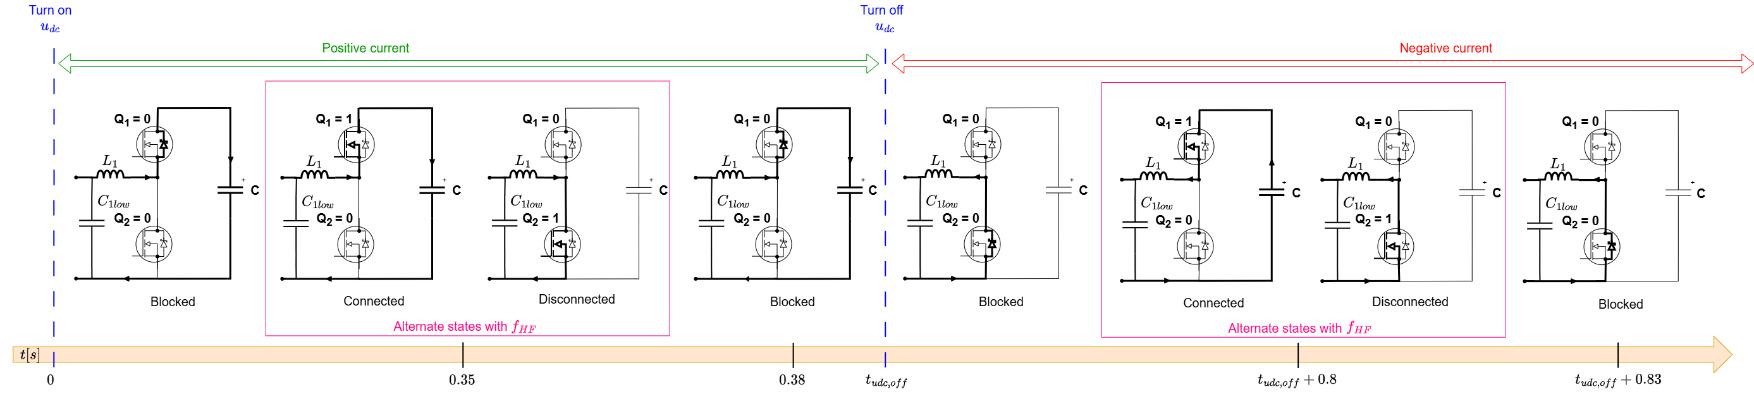 Turn on
u_dc
Turn off
u_dc
Positive current
Negative current
Q1 = 0
L1
C1low
Q2 = 0
+
C
Blocked
Q1 = 1
L1
C1low
Q2 = 0
+
C
Connected
Q1 = 0
L1
C1low
Q2 = 1
+
C
Disconnected
Alternate states with f_HF
Q1 = 0
L1
C1low
Q2 = 0
+
C
Blocked
Q1 = 0
L1
C1low
Q2 = 0
+
C
Blocked
Q1 = 1
L1
C1low
Q2 = 0
+
C
Connected
Q1 = 0
L1
C1low
Q2 = 1
+
C
Disconnected
Alternate states with f_HF
Q1 = 0
L1
C1low
Q2 = 0
+
C
Blocked
t[s]
0
0.35
0.38
t_udc,off
t_udc,off + 0.8
t_udc,off + 0.83